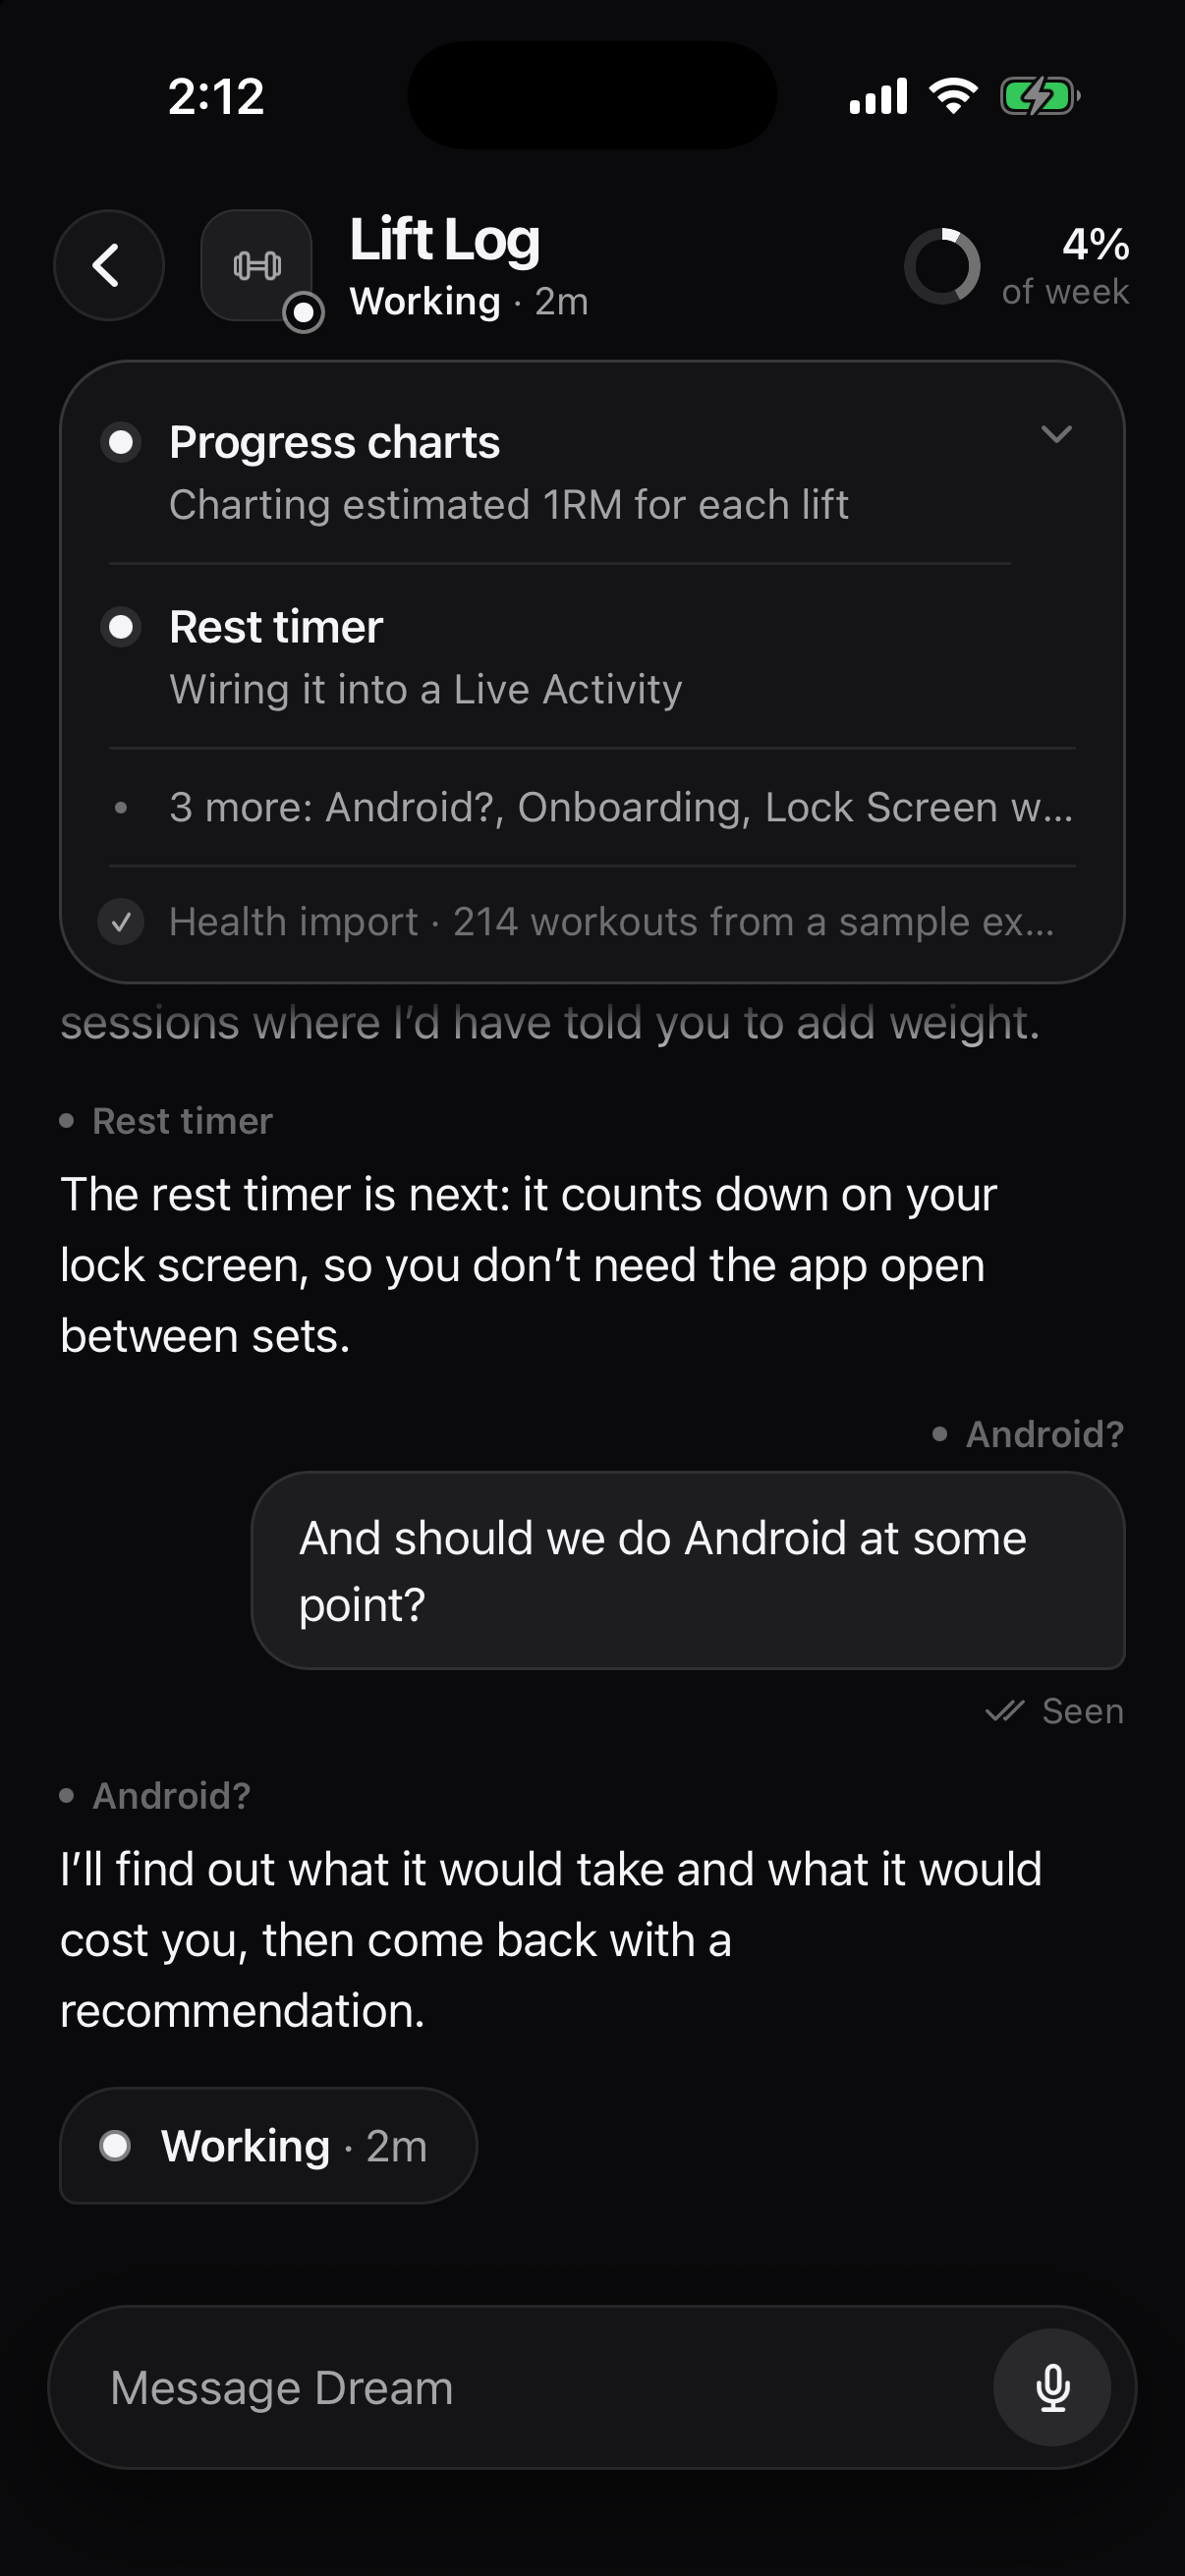 2:12
Lift Log
Working · 2m
4%
of week
Progress charts
Charting estimated 1RM for each lift
Rest timer
Wiring it into a Live Activity
3 more: Android?, Onboarding, Lock Screen w...
Health import · 214 workouts from a sample ex...
sessions where I’d have told you to add weight.
Rest timer
The rest timer is next: it counts down on your
lock screen, so you don’t need the app open
between sets.
Android?
And should we do Android at some
point?
Seen
Android?
I’ll find out what it would take and what it would
cost you, then come back with a
recommendation.
Working · 2m
Message Dream